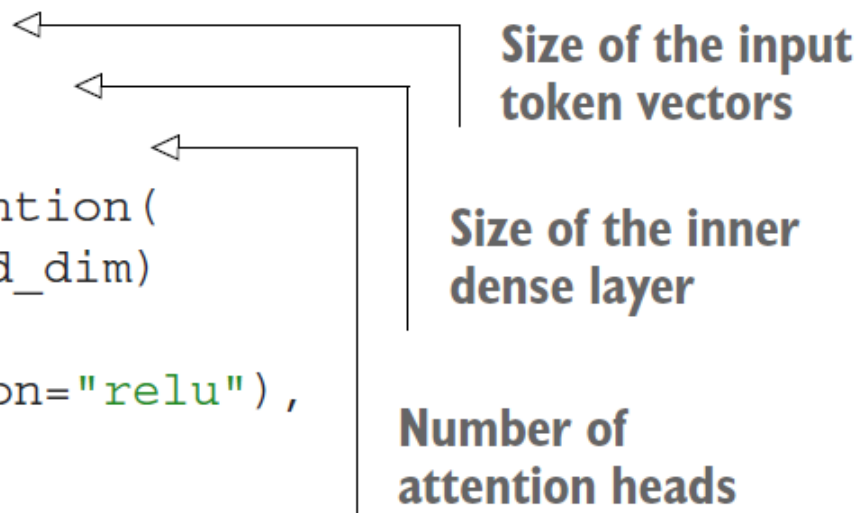 Size of the input
token vectors
ntion(
d_dim)
Size of the inner
dense layer
on="relu"),
Number of
attention heads